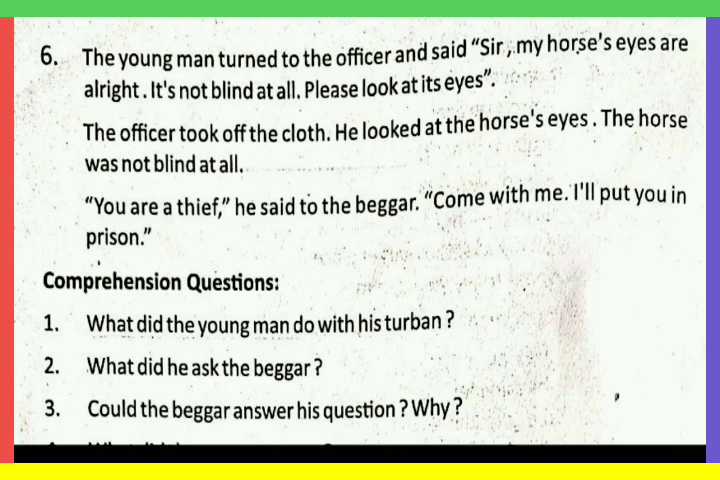 6. The young man turned to the officer and said "Sir, my horse's eyes are
alright . It's not blind at all. Please look at its eyes".
The officer took off the cloth. He looked at the horse's eyes . The horse
was not blind at all.
"You are a thief," he said to the beggar. "Come with me. I'll put you in
prison."
Comprehension Questions:
1. What did the young man do with his turban ?
2. What did he ask the beggar ?
3. Could the beggar answer his question ? Why ?